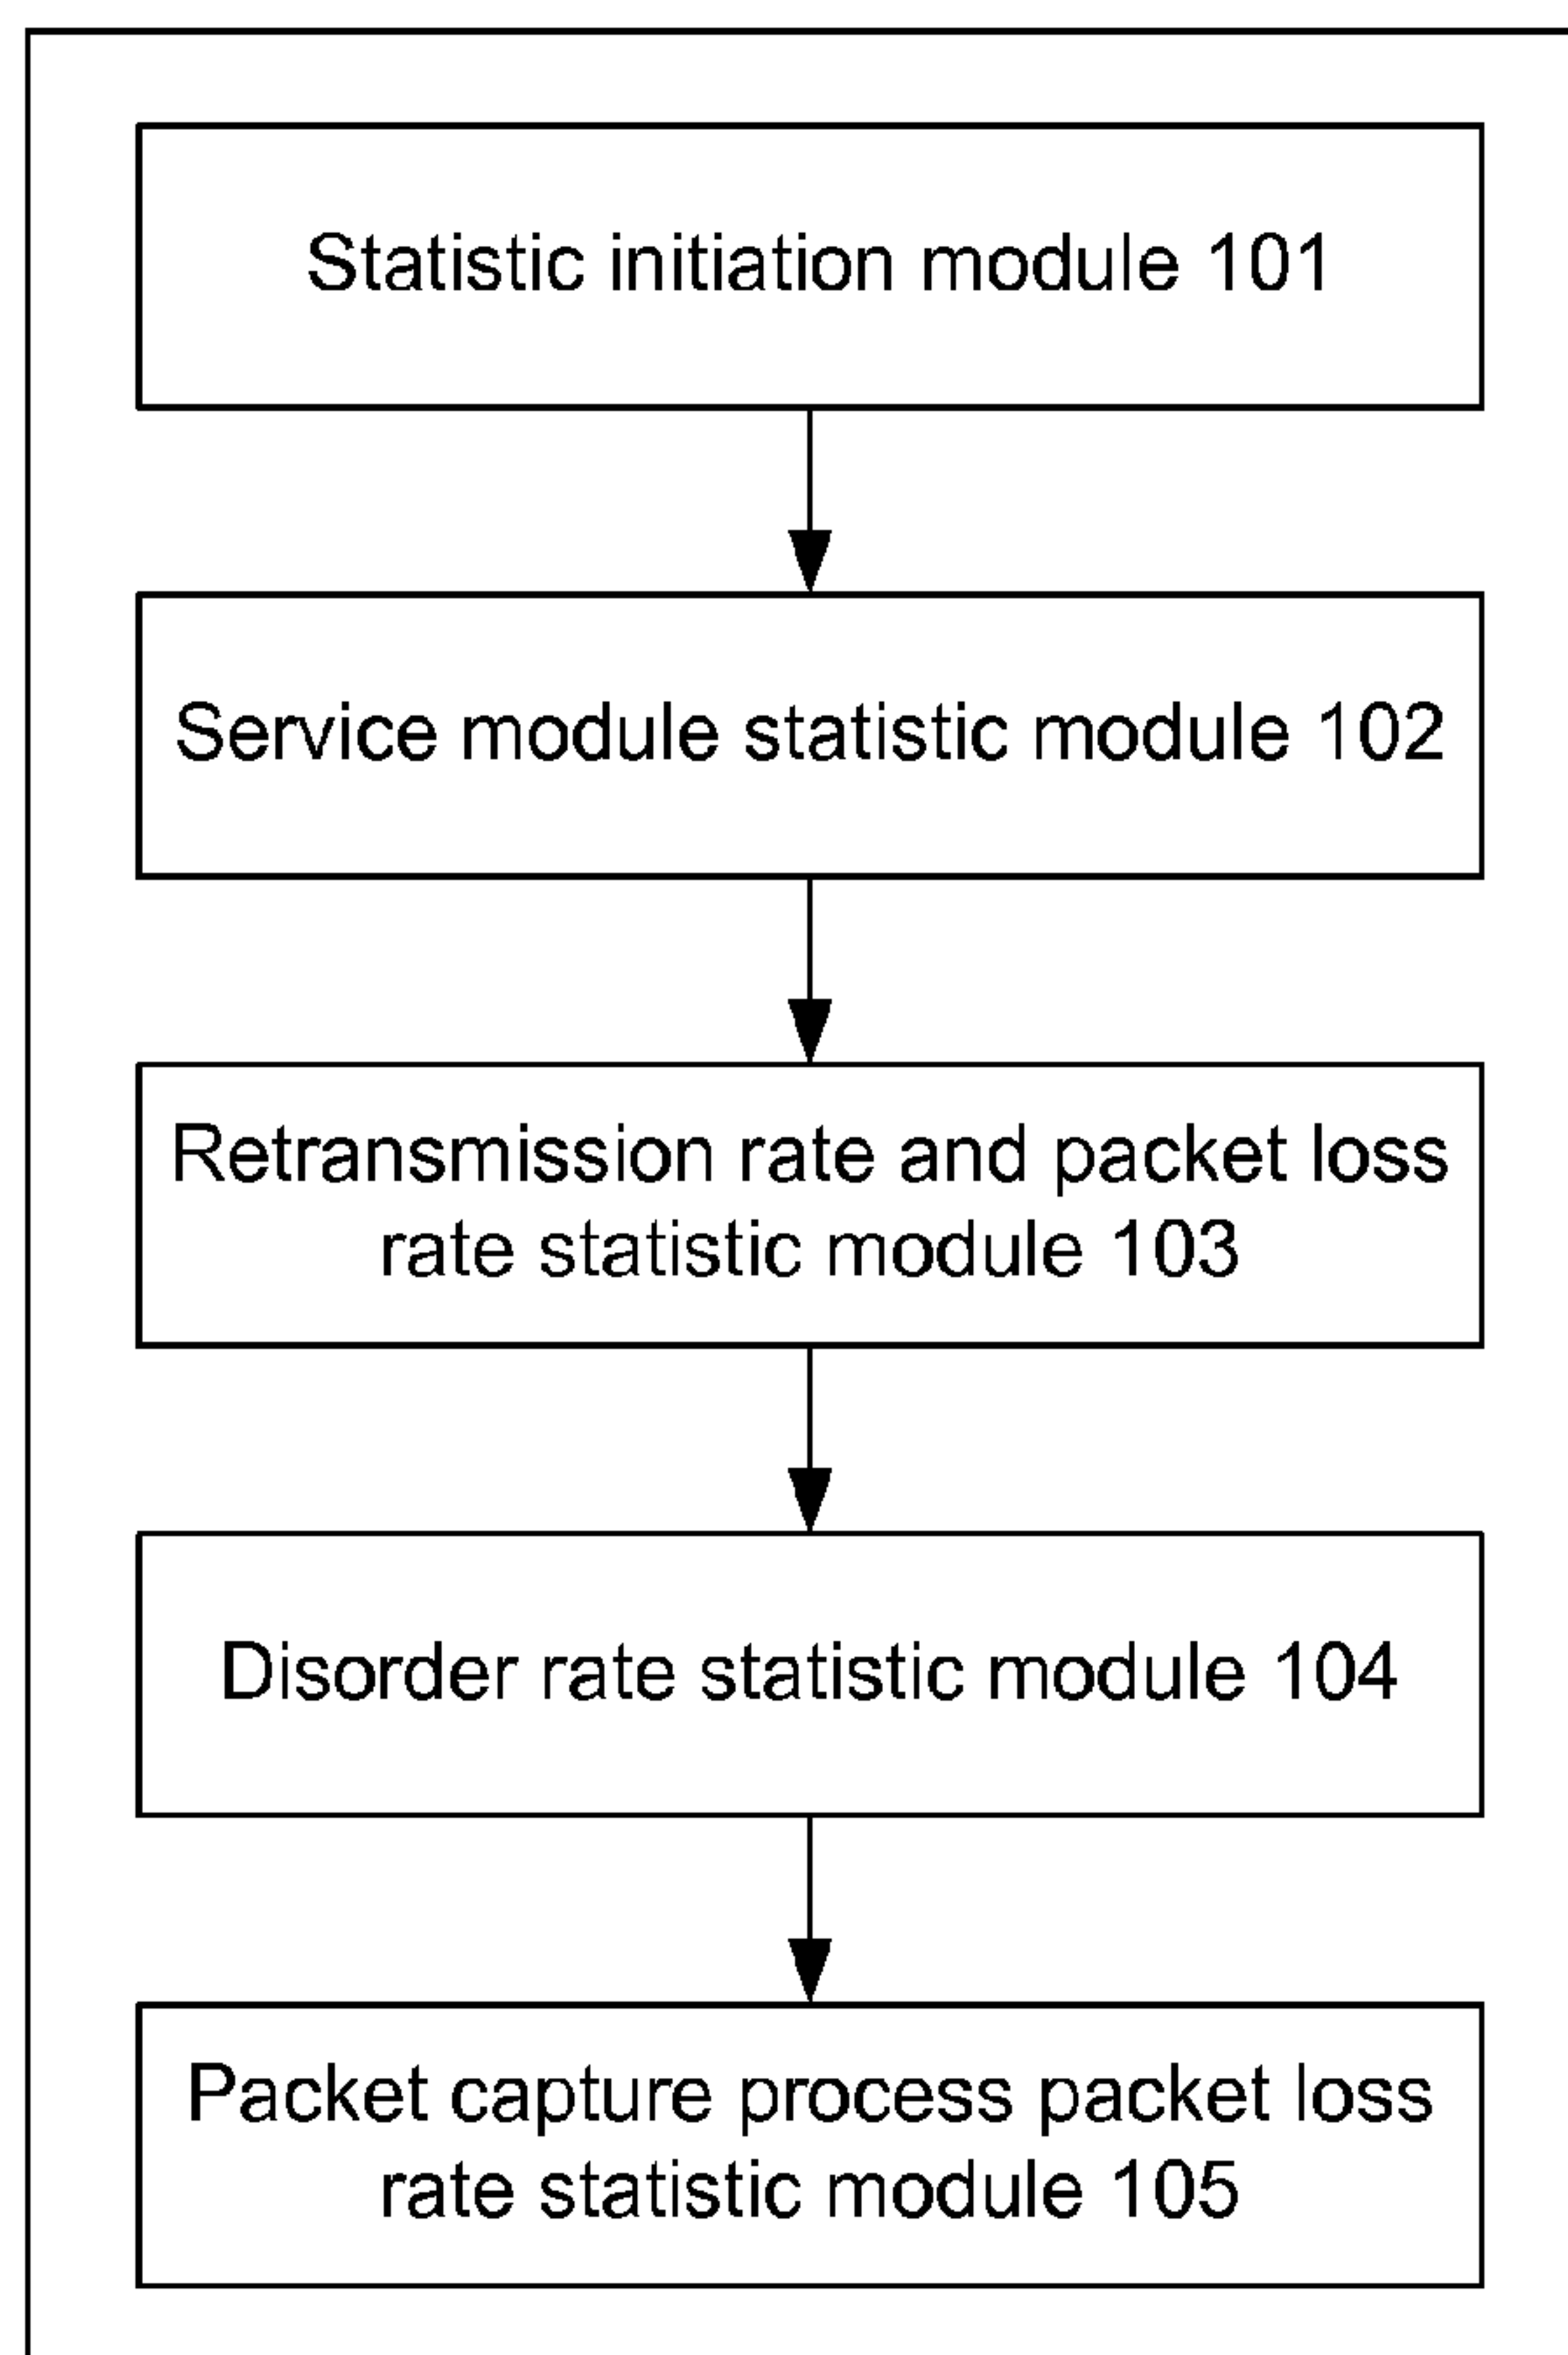 Statistic initiation module 101
Service module statistic module 102
Retransmission rate and packet loss
rate statistic module 103
Disorder rate statistic module 104
Packet capture process packet loss
rate statistic module 105